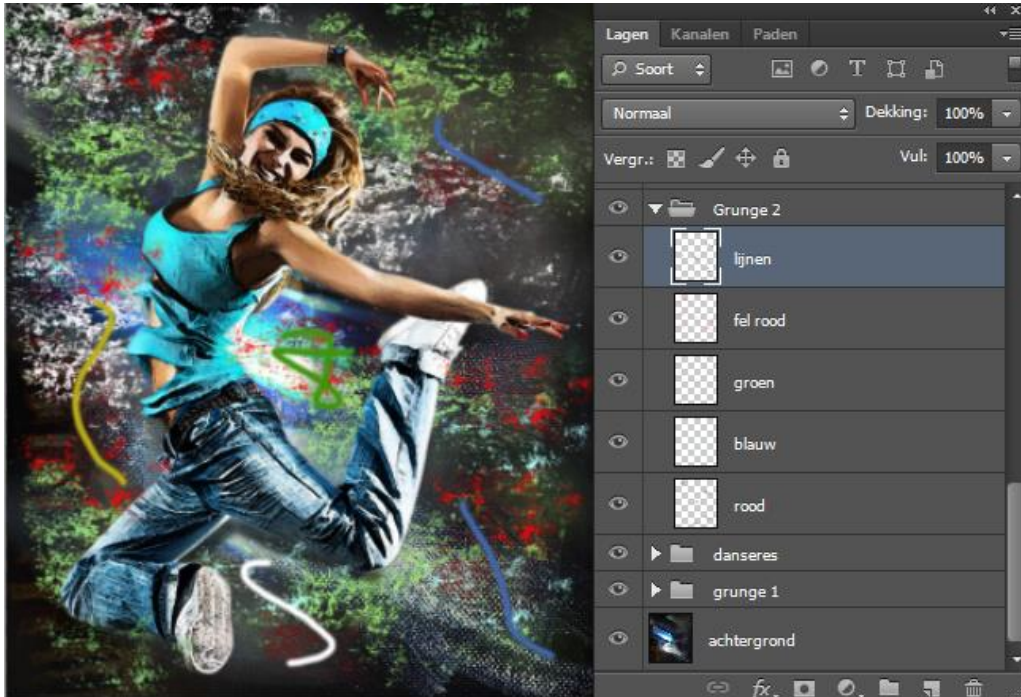 Lagen Kanalen Paden
Soort
Normaal Dekking: 100%
Vergr.: Vul: 100%
Grunge 2
lijnen
fel rood
groen
blauw
rood
danseres
grunge 1
achtergrond
fx